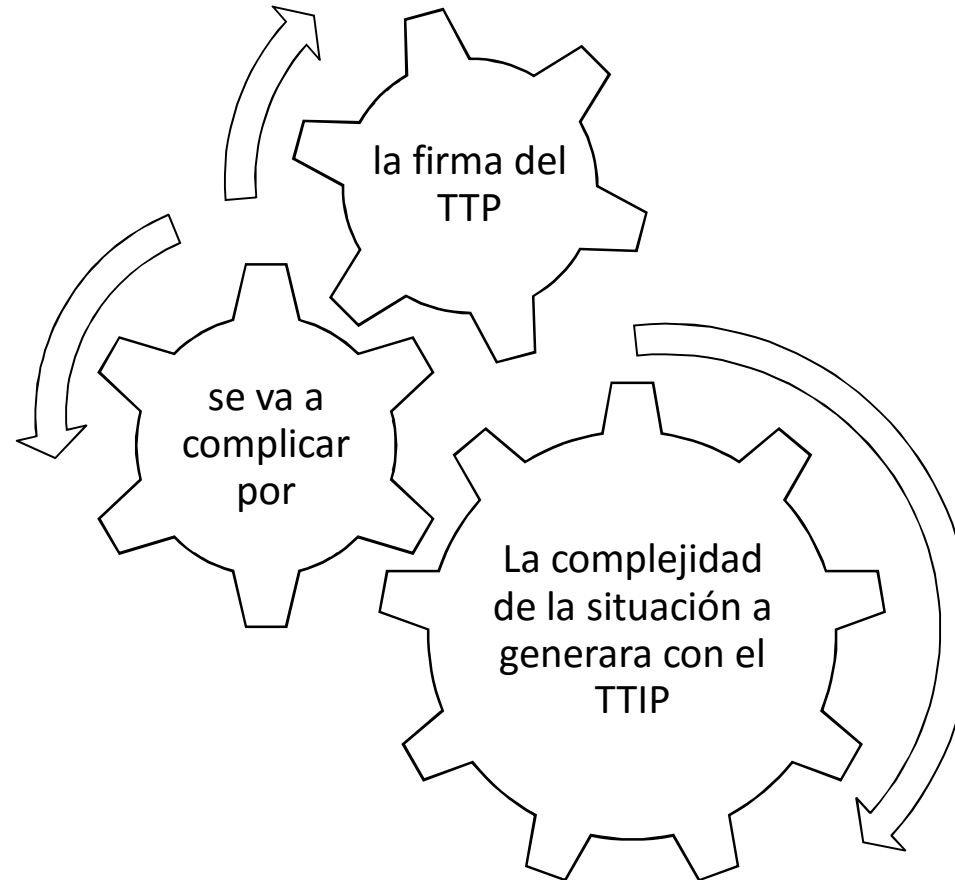 la firma del
TTP
se va a
complicar
por
La complejidad
de la situación a
generara con el
TTIP